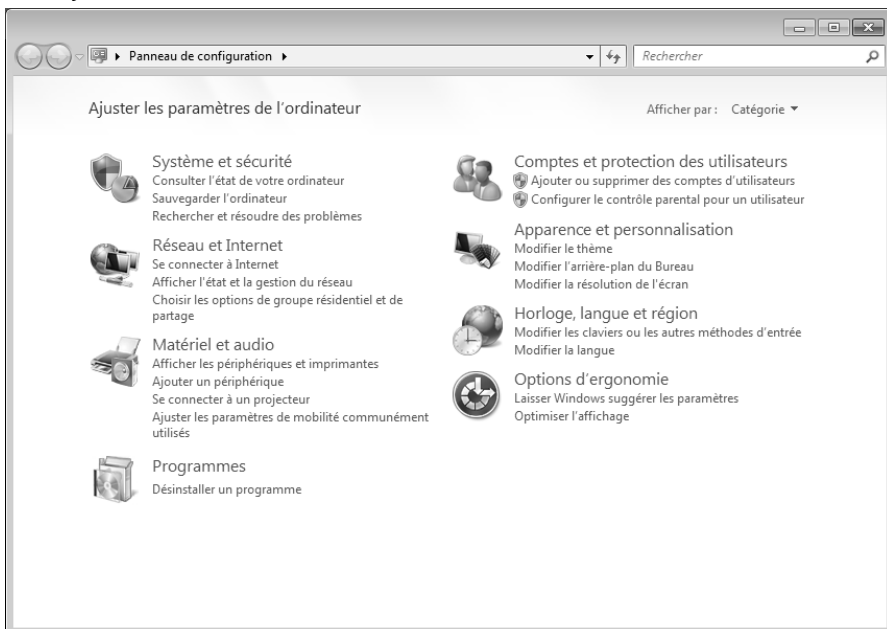 Panneau de configuration
Rechercher
Ajuster les paramètres de l'ordinateur
Afficher par : Catégorie
Système et sécurité
Consulter l'état de votre ordinateur
Sauvegarder l'ordinateur
Rechercher et résoudre des problèmes
Réseau et Internet
Se connecter à Internet
Afficher l'état et la gestion du réseau
Choisir les options de groupe résidentiel et de
partage
Matériel et audio
Afficher les périphériques et imprimantes
Ajouter un périphérique
Se connecter à un projecteur
Ajuster les paramètres de mobilité communément
utilisés
Programmes
Désinstaller un programme
Comptes et protection des utilisateurs
Ajouter ou supprimer des comptes d'utilisateurs
Configurer le contrôle parental pour un utilisateur
Apparence et personnalisation
Modifier le thème
Modifier l'arrière-plan du Bureau
Modifier la résolution de l'écran
Horloge, langue et région
Modifier les claviers ou les autres méthodes d'entrée
Modifier la langue
Options d'ergonomie
Laisser Windows suggérer les paramètres
Optimiser l'affichage